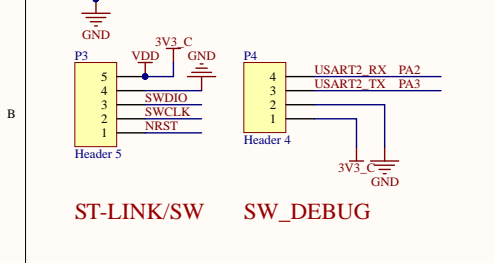 GND
P3
VDD
3V3_C
GND
P4
5
4
3
2
1
SWDIO
SWCLK
NRST
Header 5
4
3
2
1
USART2_RX PA2
USART2_TX PA3
Header 4
3V3_C
GND
B
ST-LINK/SW
SW_DEBUG